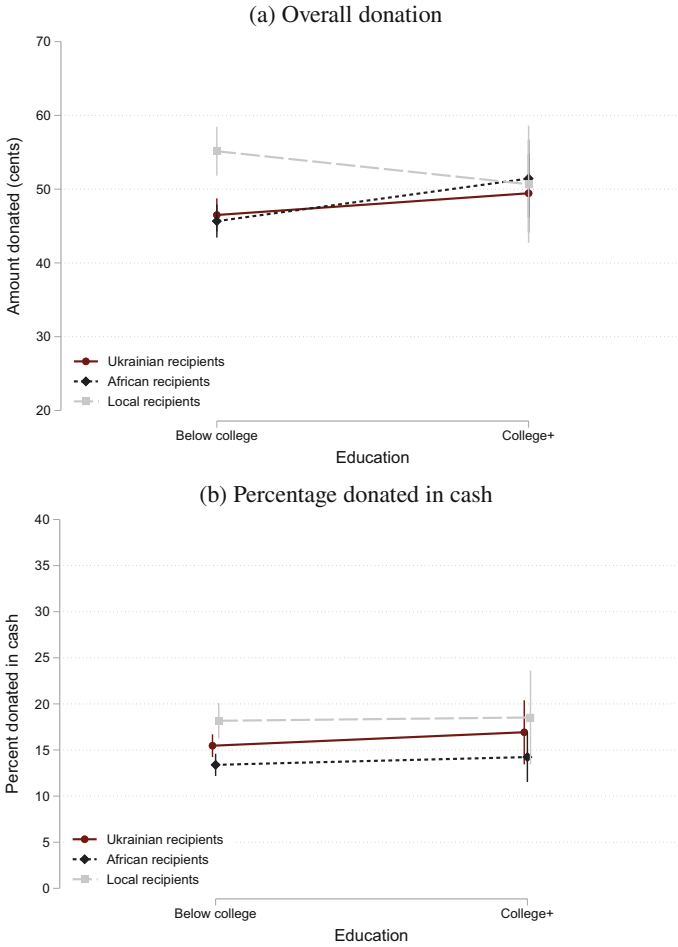 (a) Overall donation
70
60
50
40
30
20
Amount donated (cents)
Ukrainian recipients
African recipients
Local recipients
Below college
College+
Education
(b) Percentage donated in cash
40
35
30
25
20
15
10
5
0
Percent donated in cash
Ukrainian recipients
African recipients
Local recipients
Below college
College+
Education